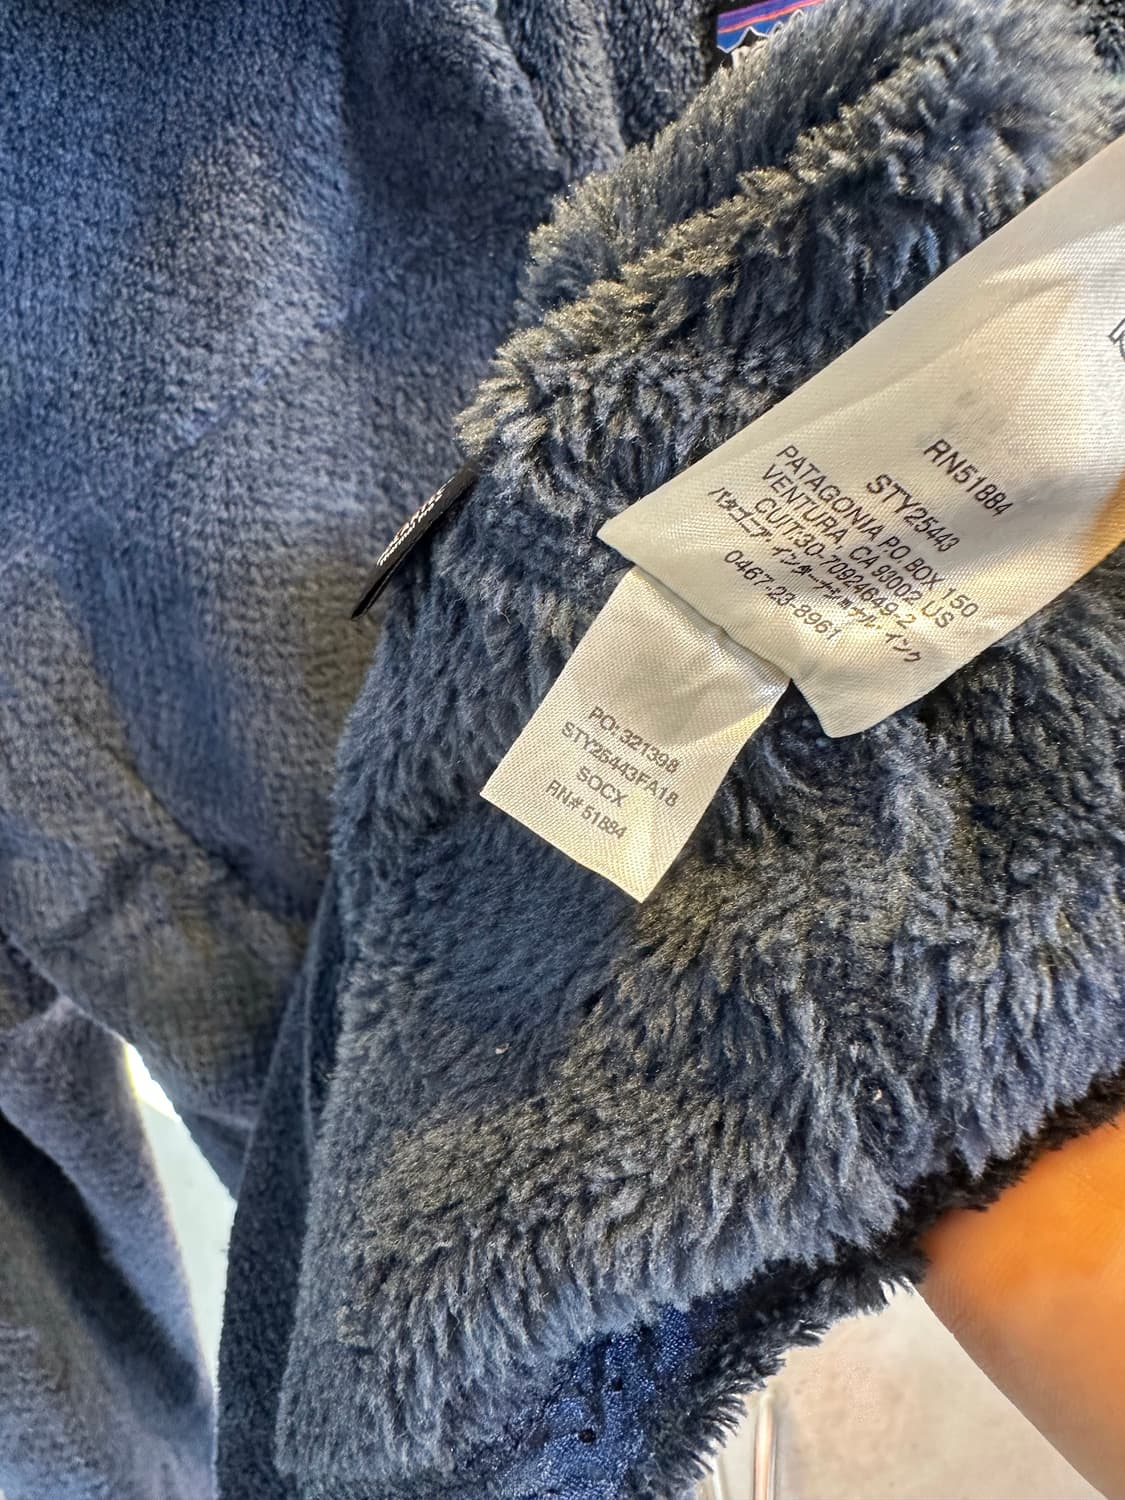 RN51884
STY25443
PATAGONIA P.O. BOX 150
VENTURA, CA 93002 US
CUIT:30-70924649-2
パタゴニア・インターナショナル・インク
0467-23-8961
PO: 321398
STY25443FA18
SOCX
RN# 51884